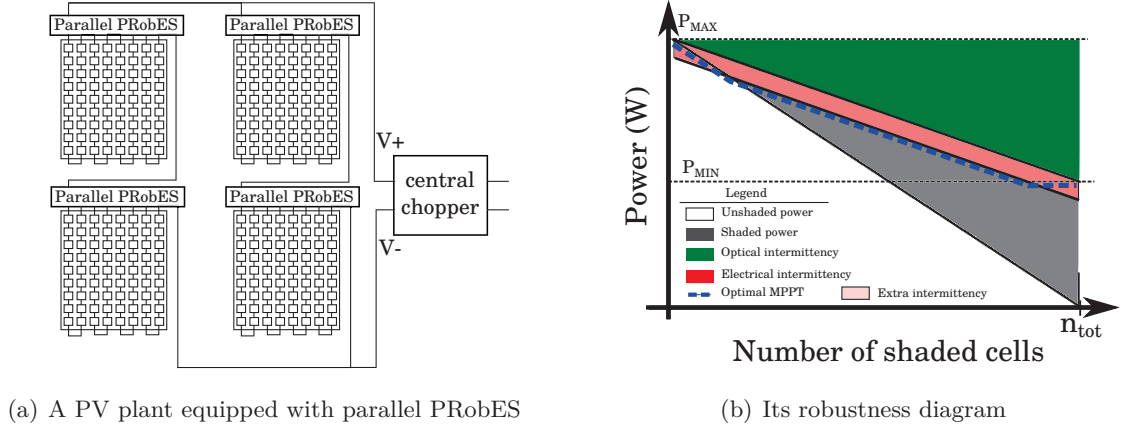 Parallel PRobES
Parallel PRobES
Parallel PRobES
Parallel PRobES
V+
V-
central
chopper
(a) A PV plant equipped with parallel PRobES
P_MAX
Power (W)
P_MIN
Legend
Unshaded power
Shaded power
Optical intermittency
Electrical intermittency
Optimal MPPT
Extra intermittency
n_tot
Number of shaded cells
(b) Its robustness diagram